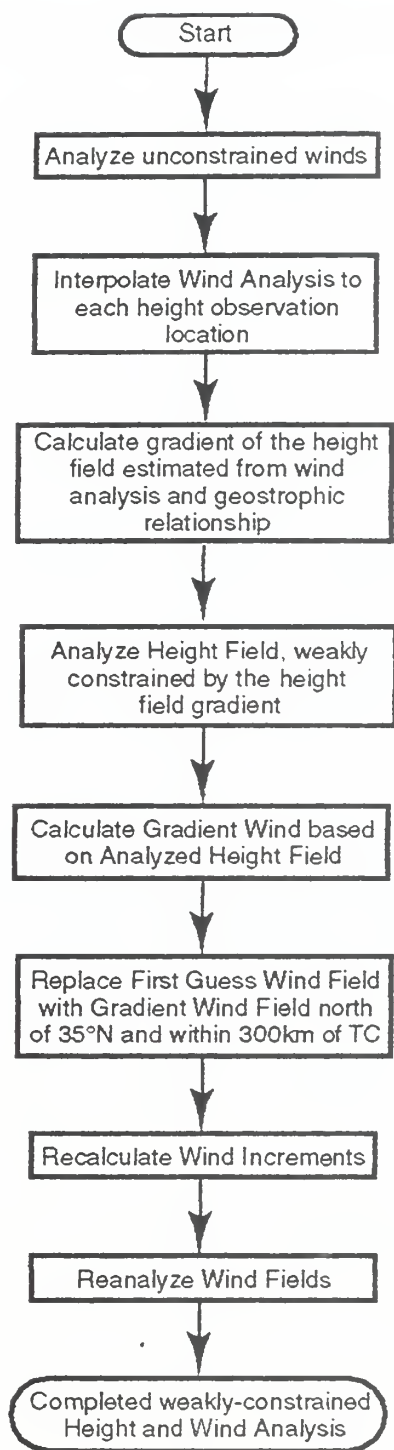 Start
Analyze unconstrained winds
Interpolate Wind Analysis to
each height observation
location
Calculate gradient of the height
field estimated from wind
analysis and geostrophic
relationship
Analyze Height Field, weakly
constrained by the height
field gradient
Calculate Gradient Wind based
on Analyzed Height Field
Replace First Guess Wind Field
with Gradient Wind Field north
of 35°N and within 300km of TC
Recalculate Wind Increments
Reanalyze Wind Fields
Completed weakly-constrained
Height and Wind Analysis